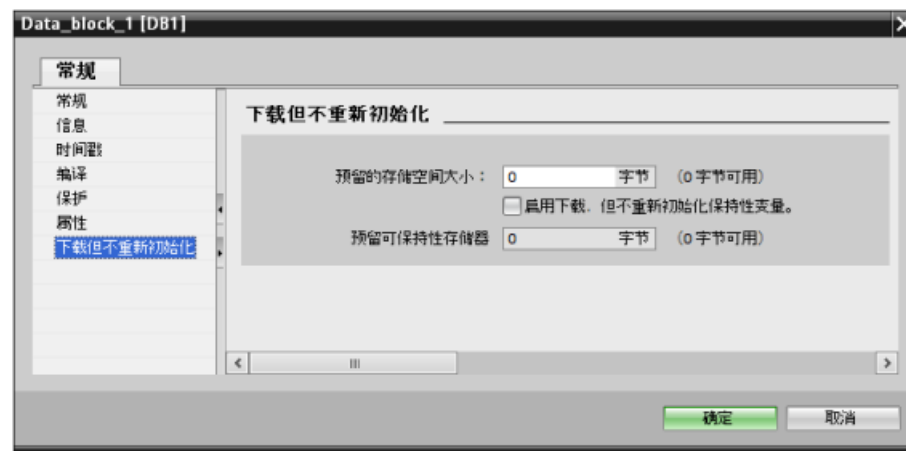 Data_block_1 [DB1]
常规
常规
信息
时间戳
编译
保护
属性
下载但不重新初始化
下载但不重新初始化
预留的存储空间大小： 0 字节 （0 字节可用）
启用下载，但不重新初始化保持性变量。
预留可保持性存储器 0 字节 （0 字节可用）
确定 取消